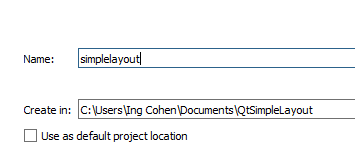 Name: simplelayout
Create in: C:\Users\Ing Cohen\Documents\QtSimpleLayout
Use as default project location